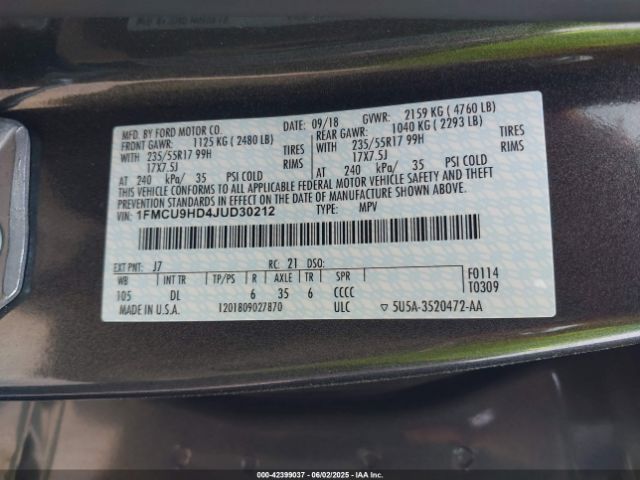 MFD. BY FORD MOTOR CO. DATE: 09/18 GVWR: 2159 KG ( 4760 LB)
FRONT GAWR: 1125 KG ( 2480 LB) REAR GAWR: 1040 KG ( 2293 LB)
WITH 235/55R17 99H TIRES WITH 235/55R17 99H TIRES
17X7.5J RIMS 17X7.5J RIMS
AT 240 kPa/ 35 PSI COLD AT 240 kPa/ 35 PSI COLD
THIS VEHICLE CONFORMS TO ALL APPLICABLE FEDERAL MOTOR VEHICLE SAFETY AND THEFT
PREVENTION STANDARDS IN EFFECT ON THE DATE OF MANUFACTURE SHOWN ABOVE.
VIN: 1FMCU9HD4JUD30212 TYPE: MPV
EXT PNT: J7 RC: 21 DSO:
WB INT TR TP/PS R AXLE TR SPR F0114
105 DL 6 35 6 CCCC T0309
MADE IN U.S.A. 1201809027870 ULC ▽ 5U5A-3520472-AA
000-42399037 - 06/02/2025 - IAAI.COM